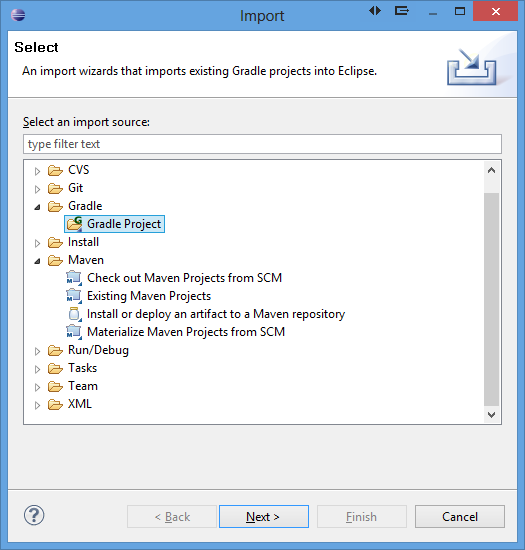 Import
Select
An import wizards that imports existing Gradle projects into Eclipse.
Select an import source:
type filter text
CVS
Git
Gradle
Gradle Project
Install
Maven
Check out Maven Projects from SCM
Existing Maven Projects
Install or deploy an artifact to a Maven repository
Materialize Maven Projects from SCM
Run/Debug
Tasks
Team
XML
< Back Next > Finish Cancel